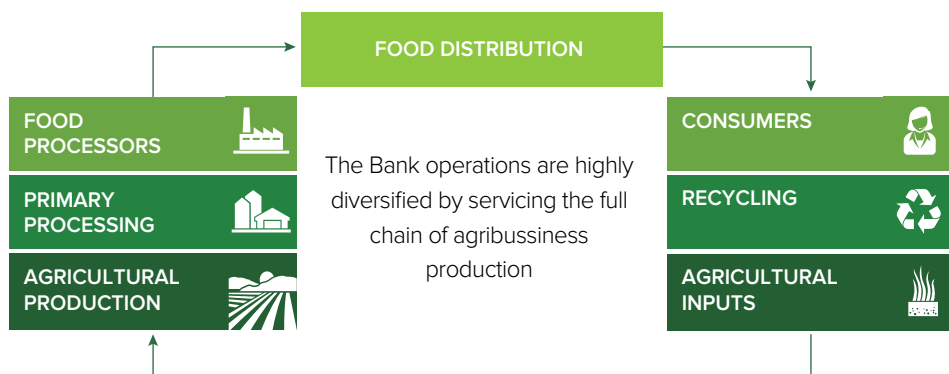 FOOD DISTRIBUTION
FOOD
PROCESSORS
PRIMARY
PROCESSING
AGRICULTURAL
PRODUCTION
The Bank operations are highly
diversified by servicing the full
chain of agribussiness
production
CONSUMERS
RECYCLING
AGRICULTURAL
INPUTS